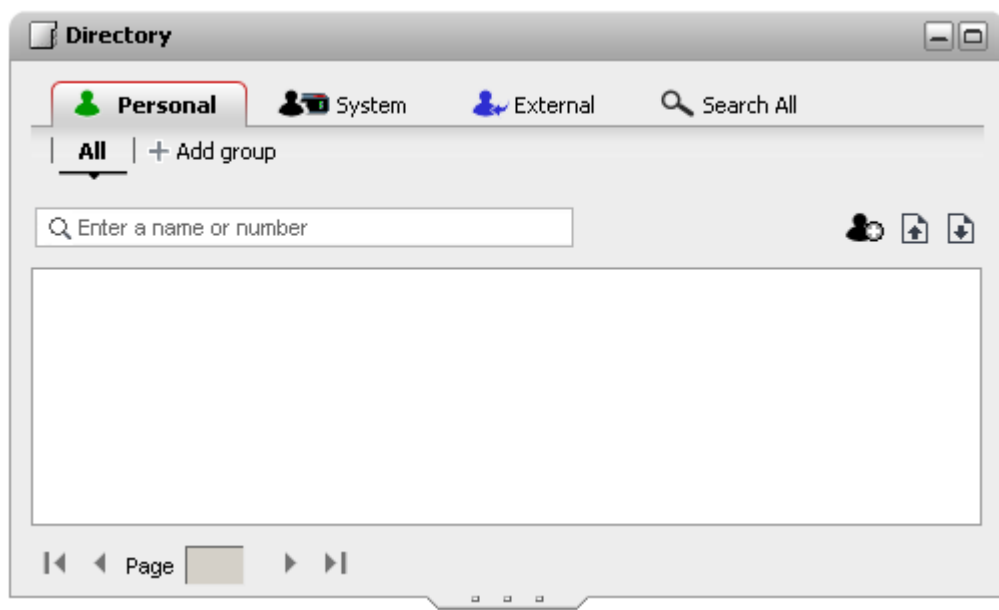 Directory
Personal System External Search All
All Add group
Enter a name or number
Page